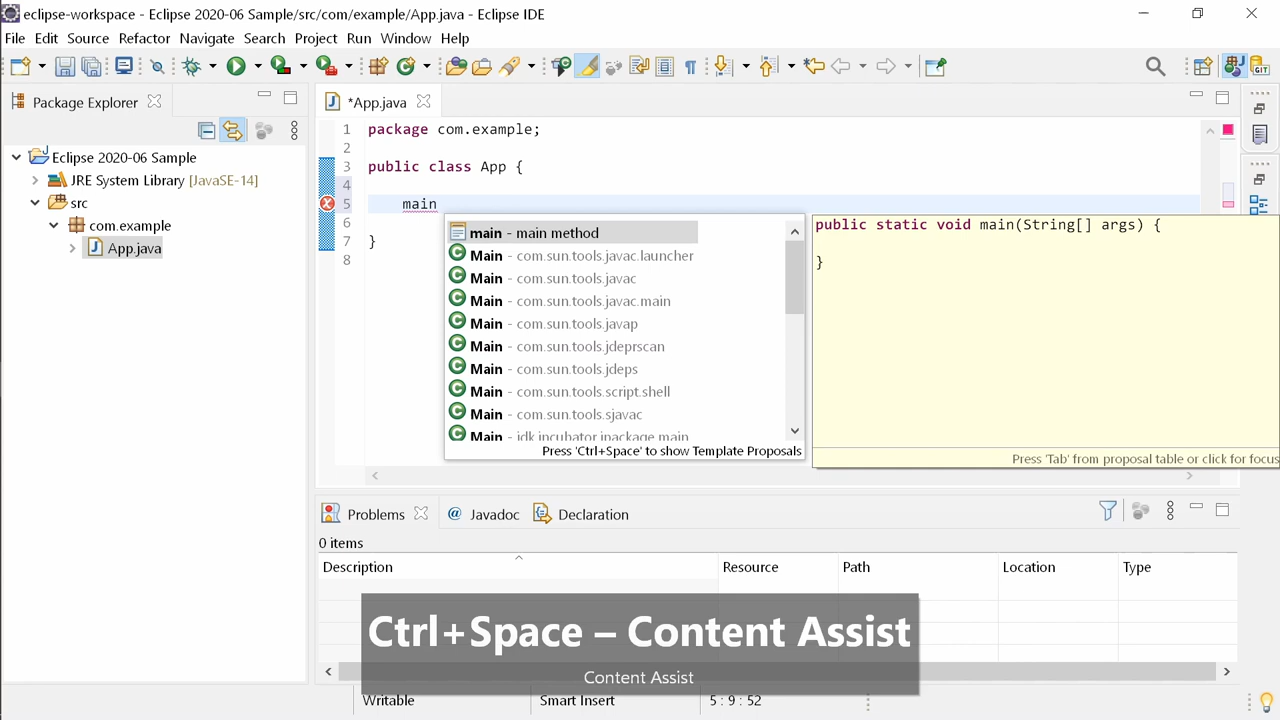 eclipse-workspace - Eclipse 2020-06 Sample/src/com/example/App.java - Eclipse IDE
File Edit Source Refactor Navigate Search Project Run Window Help
Package Explorer
Eclipse 2020-06 Sample
JRE System Library [JavaSE-14]
src
com.example
App.java
*App.java
1 package com.example;
2
3 public class App {
4
5 main
6
7 }
8
main - main method
Main - com.sun.tools.javac.launcher
Main - com.sun.tools.javac
Main - com.sun.tools.javac.main
Main - com.sun.tools.javap
Main - com.sun.tools.jdeprscan
Main - com.sun.tools.jdeps
Main - com.sun.tools.script.shell
Main - com.sun.tools.sjavac
Main - jdk.incubator.jpackage.main
Press 'Ctrl+Space' to show Template Proposals
public static void main(String[] args) {
}
Press 'Tab' from proposal table or click for focus
Problems @ Javadoc Declaration
0 items
Description Resource Path Location Type
Ctrl+Space – Content Assist
Content Assist
Writable Smart Insert 5 : 9 : 52